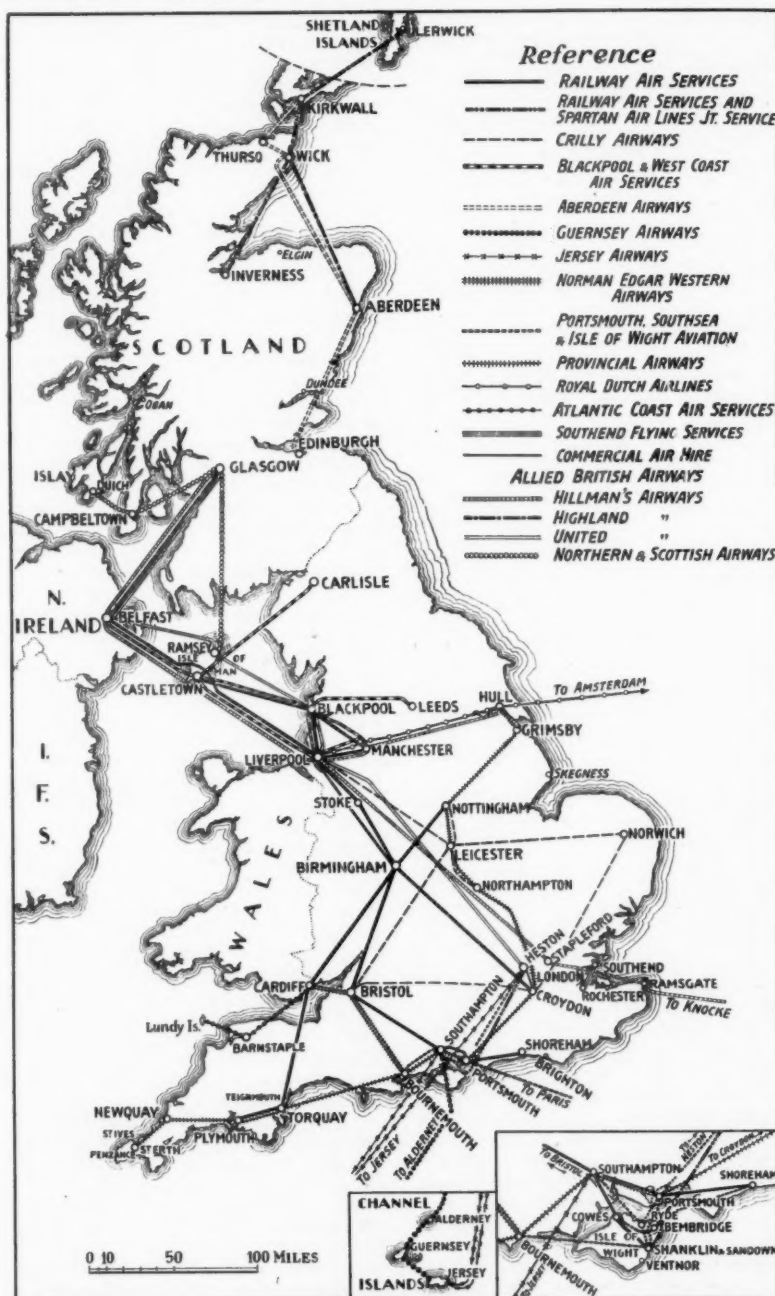 SHETLAND
ISLANDS
LERWICK
KIRKWALL
THURSO
WICK
ELGIN
INVERNESS
ABERDEEN
SCOTLAND
DUNDEE
OBAN
EDINBURGH
GLASGOW
ISLAY
CAMPBELTOWN
N.
IRELAND
BELFAST
CARLISLE
RAMSEY
ISLE OF
MAN
CASTLETOWN
BLACKPOOL
LEEDS
HULL
TO AMSTERDAM
GRIMSBY
MANCHESTER
LIVERPOOL
SKEGNESS
I.
F.
S.
STOKE
NOTTINGHAM
NORWICH
LEICESTER
BIRMINGHAM
NORTHAMPTON
WALES
HESTON
STAPLEFORD
LONDON
SOUTHEND
RAMSGATE
ROCHESTER
CROYDON
TO KNOCKE
CARDIFF
BRISTOL
Lundy Is.
BARNSTAPLE
SOUTHAMPTON
SHOREHAM
BRIGHTON
PORTSMOUTH
TO PARIS
BOURNEMOUTH
TEIGNMOUTH
NEWQUAY
TORQUAY
PLYMOUTH
ST IVES
PENZANCE
ST ERTH
TO JERSEY
TO ALDERNEY
0 10 50 100 MILES
Reference
RAILWAY AIR SERVICES
RAILWAY AIR SERVICES AND
SPARTAN AIR LINES JT. SERVICE
CRILLY AIRWAYS
BLACKPOOL & WEST COAST
AIR SERVICES
ABERDEEN AIRWAYS
GUERNSEY AIRWAYS
JERSEY AIRWAYS
NORMAN EDGAR WESTERN
AIRWAYS
PORTSMOUTH, SOUTHSEA
& ISLE OF WIGHT AVIATION
PROVINCIAL AIRWAYS
ROYAL DUTCH AIRLINES
ATLANTIC COAST AIR SERVICES
SOUTHEND FLYING SERVICES
COMMERCIAL AIR HIRE
ALLIED BRITISH AIRWAYS
HILLMAN'S AIRWAYS
HIGHLAND "
UNITED "
NORTHERN & SCOTTISH AIRWAYS
CHANNEL
ALDERNEY
GUERNSEY
JERSEY
ISLANDS
TO BRISTOL
SOUTHAMPTON
TO HESTON
TO CROYDON
SHOREHAM
PORTSMOUTH
COWES
RYDE
BEMBRIDGE
ISLE OF
WIGHT
SHANKLIN & SANDOWN
VENTNOR
BOURNEMOUTH
TO JERSEY